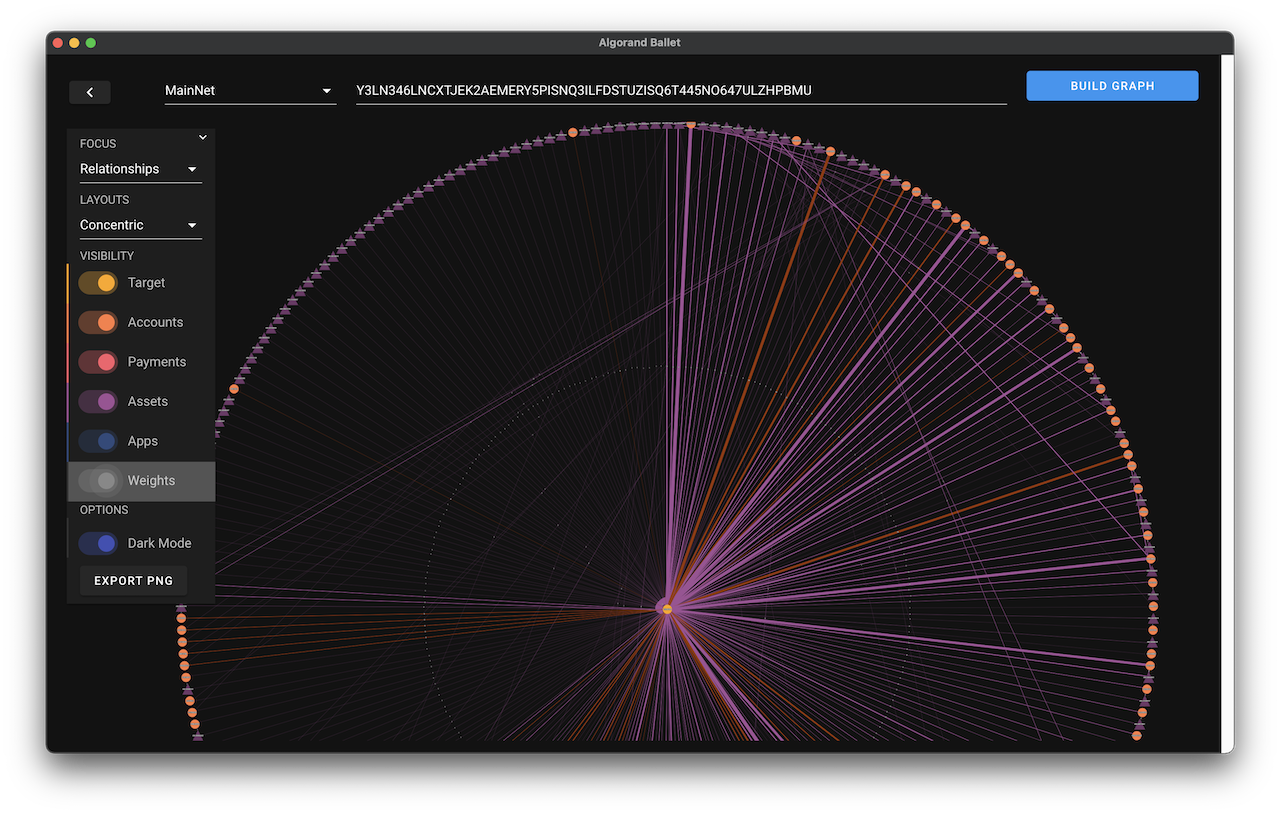 Algorand Ballet
MainNet
Y3LN346LNCXTJEK2AEMERY5PISNQ3ILFDSTUZISQ6T445NO647ULZHPBMU
BUILD GRAPH
FOCUS
Relationships
LAYOUTS
Concentric
VISIBILITY
Target
Accounts
Payments
Assets
Apps
Weights
OPTIONS
Dark Mode
EXPORT PNG